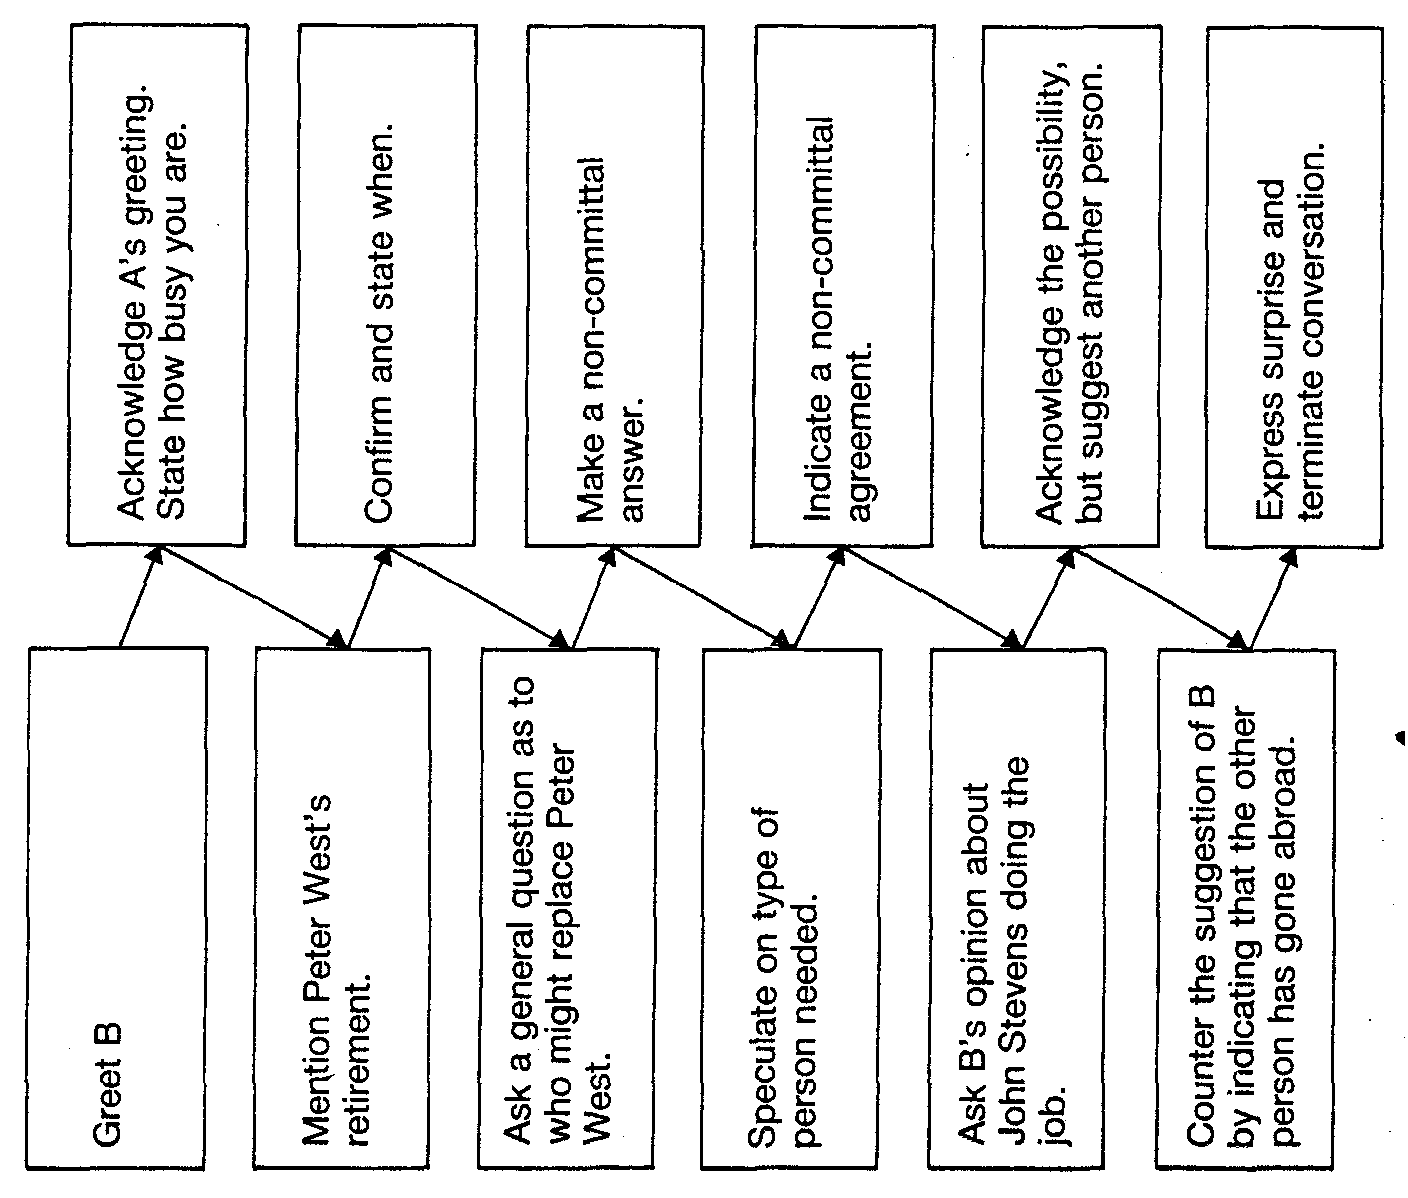 Greet B
Acknowledge A's greeting.
State how busy you are.
Mention Peter West's
retirement.
Confirm and state when.
Ask a general question as to
who might replace Peter
West.
Make a non-committal
answer.
Speculate on type of
person needed.
Indicate a non-committal
agreement.
Ask B's opinion about
John Stevens doing the
job.
Acknowledge the possibility,
but suggest another person.
Counter the suggestion of B
by indicating that the other
person has gone abroad.
Express surprise and
terminate conversation.